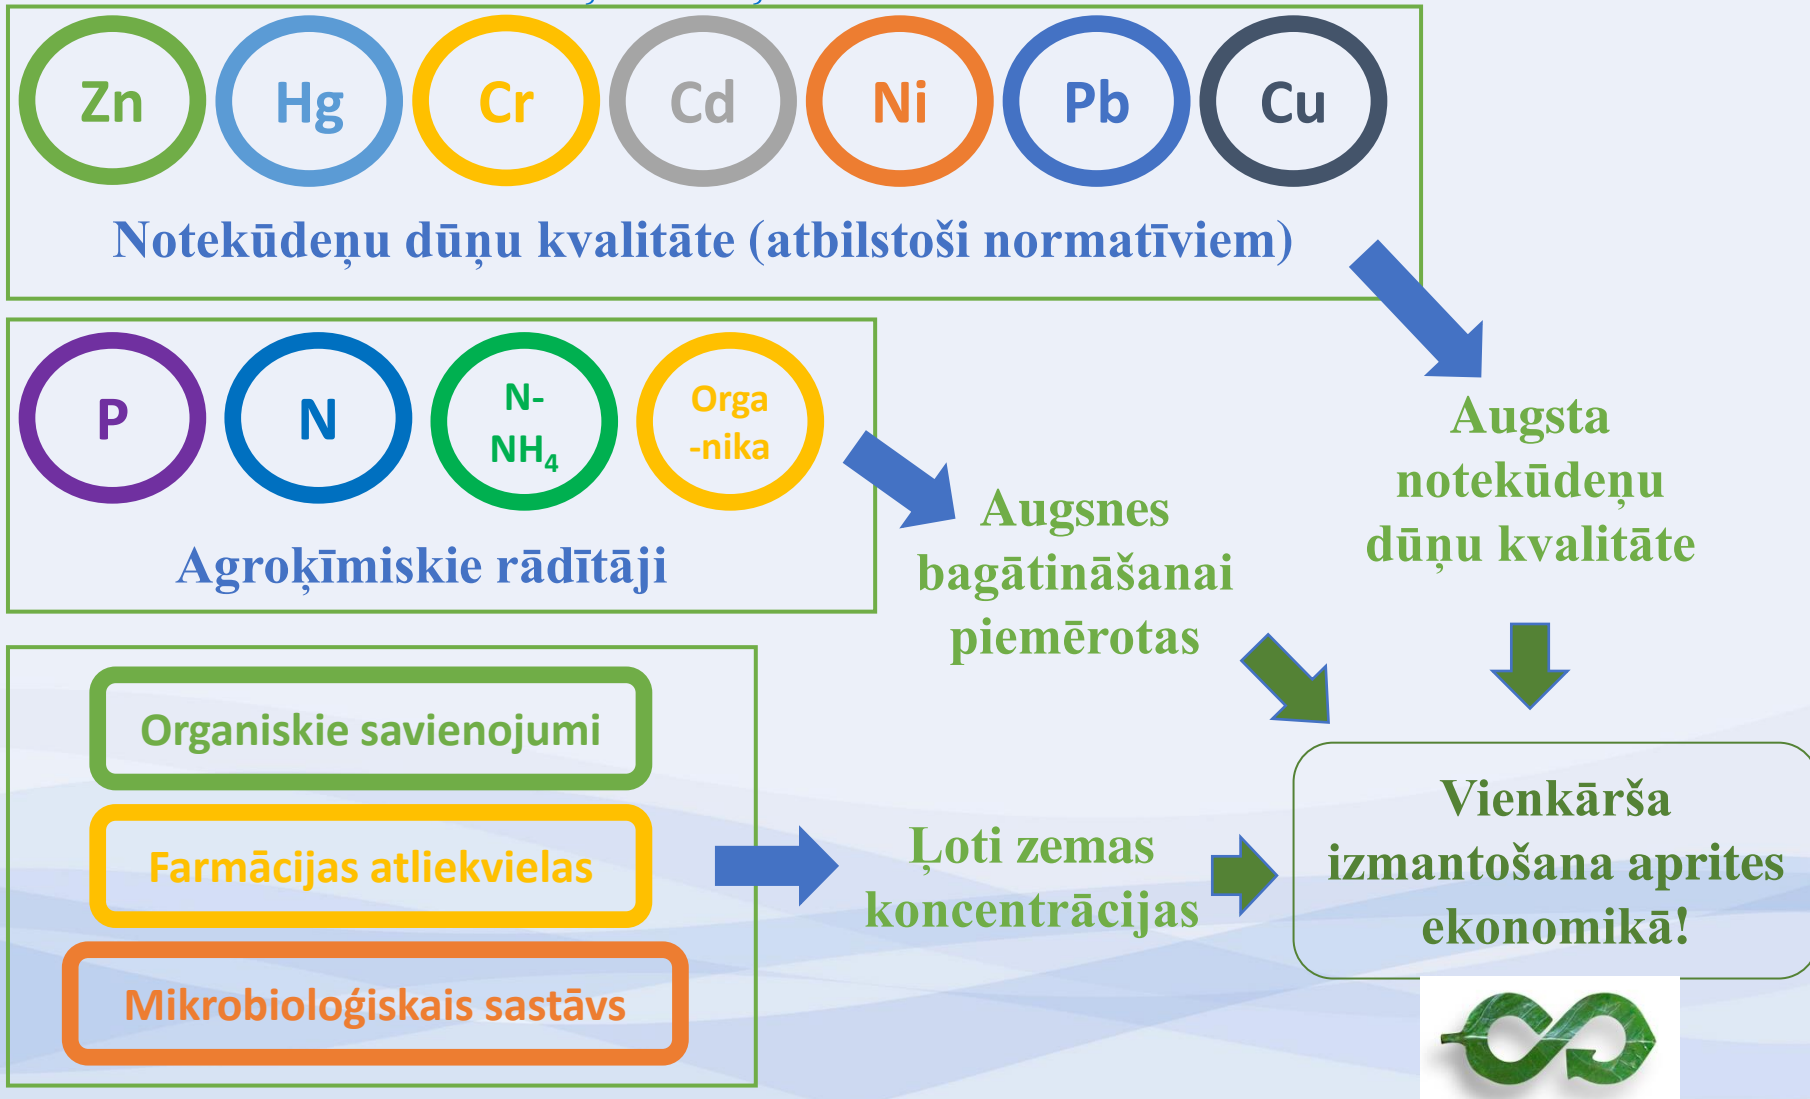 Zn
Hg
Cr
Cd
Ni
Pb
Cu
Notekūdeņu dūņu kvalitāte (atbilstoši normatīviem)
P
N
N-
NH₄
Orga
-nika
Agroķīmiskie rādītāji
Augsta
notekūdeņu
dūņu kvalitāte
Augsnes
bagātināšanai
piemērotas
Organiskie savienojumi
Farmācijas atliekvielas
Mikrobioloģiskais sastāvs
Ļoti zemas
koncentrācijas
Vienkārša
izmantošana aprites
ekonomikā!